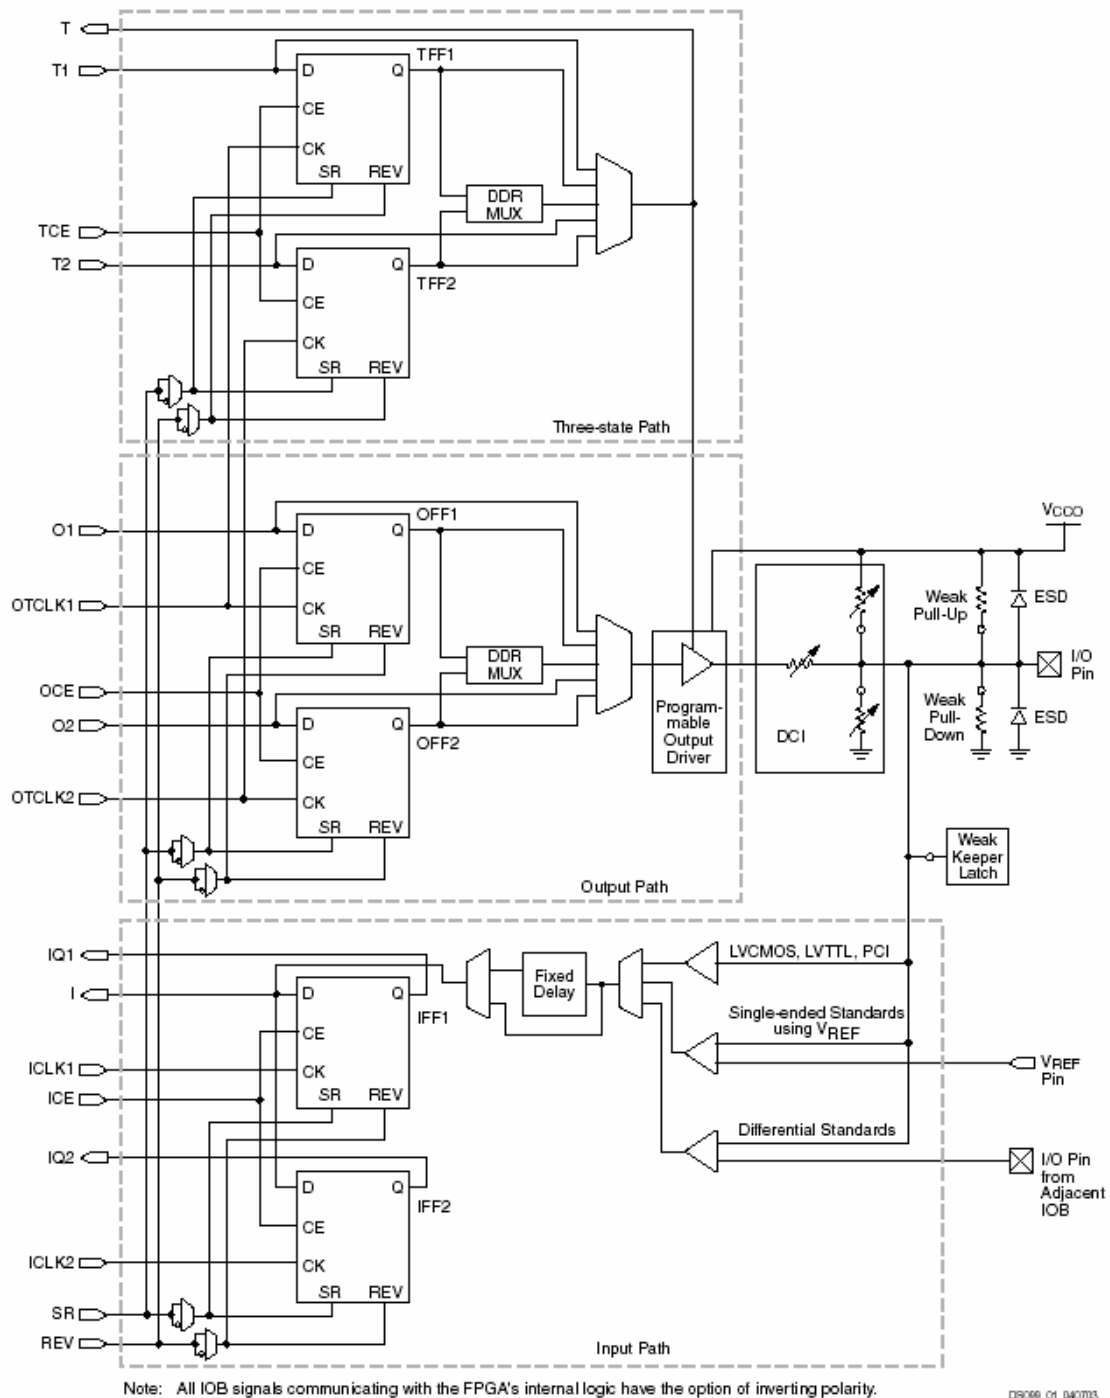 T
T1
D
Q
TFF1
CE
CK
SR
REV
DDR
MUX
TCE
T2
D
Q
TFF2
CE
CK
SR
REV
Three-state Path
O1
D
Q
OFF1
CE
OTCLK1
CK
SR
REV
DDR
MUX
OCE
O2
D
Q
OFF2
CE
OTCLK2
CK
SR
REV
Program-
mable
Output
Driver
DCI
VCCO
Weak
Pull-Up
ESD
I/O
Pin
Weak
Pull-
Down
ESD
Weak
Keeper
Latch
Output Path
IQ1
I
D
Q
IFF1
CE
ICLK1
CK
ICE
SR
REV
Fixed
Delay
LVCMOS, LVTTL, PCI
Single-ended Standards
using VREF
VREF
Pin
Differential Standards
I/O Pin
from
Adjacent
IOB
IQ2
D
Q
IFF2
CE
ICLK2
CK
SR
REV
SR
REV
Input Path
Note: All IOB signals communicating with the FPGA's internal logic have the option of inverting polarity.
DS099_01_040703